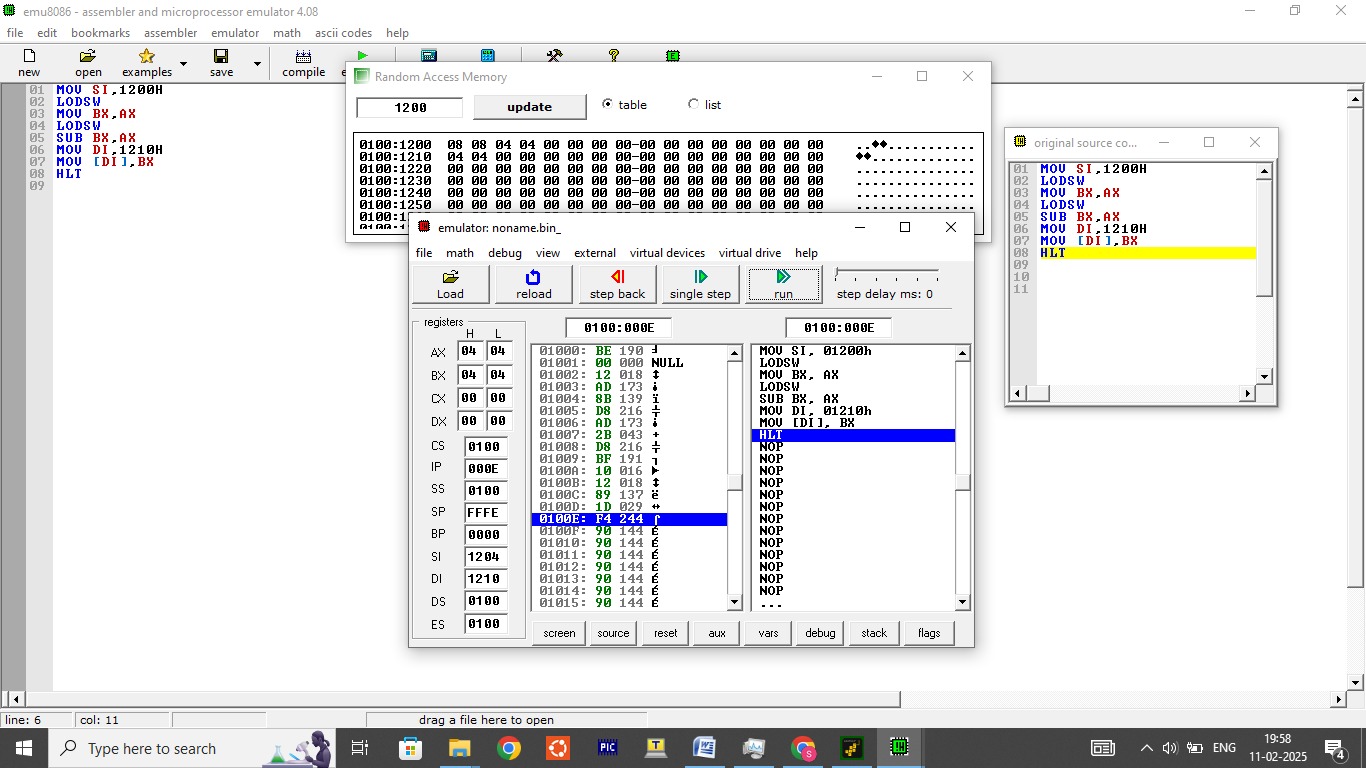 emu8086 - assembler and microprocessor emulator 4.08
file edit bookmarks assembler emulator math ascii codes help
new open examples save compile
01 MOV SI,1200H
02 LODSW
03 MOV BX,AX
04 LODSW
05 SUB BX,AX
06 MOV DI,1210H
07 MOV [DI],BX
08 HLT
09
Random Access Memory
1200 update table list
0100:1200 08 08 04 04 00 00 00 00-00 00 00 00 00 00 00 00 ..♦♦............
0100:1210 04 04 00 00 00 00 00 00-00 00 00 00 00 00 00 00 ♦♦..............
0100:1220 00 00 00 00 00 00 00 00-00 00 00 00 00 00 00 00 ................
0100:1230 00 00 00 00 00 00 00 00-00 00 00 00 00 00 00 00 ................
0100:1240 00 00 00 00 00 00 00 00-00 00 00 00 00 00 00 00 ................
0100:1250 00 00 00 00 00 00 00 00-00 00 00 00 00 00 00 00 ................
original source co...
01 MOV SI,1200H
02 LODSW
03 MOV BX,AX
04 LODSW
05 SUB BX,AX
06 MOV DI,1210H
07 MOV [DI],BX
08 HLT
09
10
11
emulator: noname.bin_
file math debug view external virtual devices virtual drive help
Load reload step back single step run step delay ms: 0
registers
H L
AX 04 04
BX 04 04
CX 00 00
DX 00 00
CS 0100
IP 000E
SS 0100
SP FFFE
BP 0000
SI 1204
DI 1210
DS 0100
ES 0100
0100:000E
01000: BE 190 ╛
01001: 00 000 NULL
01002: 12 018 ↕
01003: AD 173 ¡
01004: 8B 139 ï
01005: D8 216 ╪
01006: AD 173 ¡
01007: 2B 043 +
01008: D8 216 ╪
01009: BF 191 ┐
0100A: 10 016 ►
0100B: 12 018 ↕
0100C: 89 137 ë
0100D: 1D 029 ↔
0100E: F4 244 ⌠
0100F: 90 144 É
01010: 90 144 É
01011: 90 144 É
01012: 90 144 É
01013: 90 144 É
01014: 90 144 É
01015: 90 144 É
0100:000E
MOV SI, 01200h
LODSW
MOV BX, AX
LODSW
SUB BX, AX
MOV DI, 01210h
MOV [DI], BX
HLT
NOP
NOP
NOP
NOP
NOP
NOP
NOP
NOP
NOP
NOP
NOP
NOP
NOP
...
screen source reset aux vars debug stack flags
line: 6 col: 11 drag a file here to open
Type here to search
PIC
ENG
19:58
11-02-2025
4